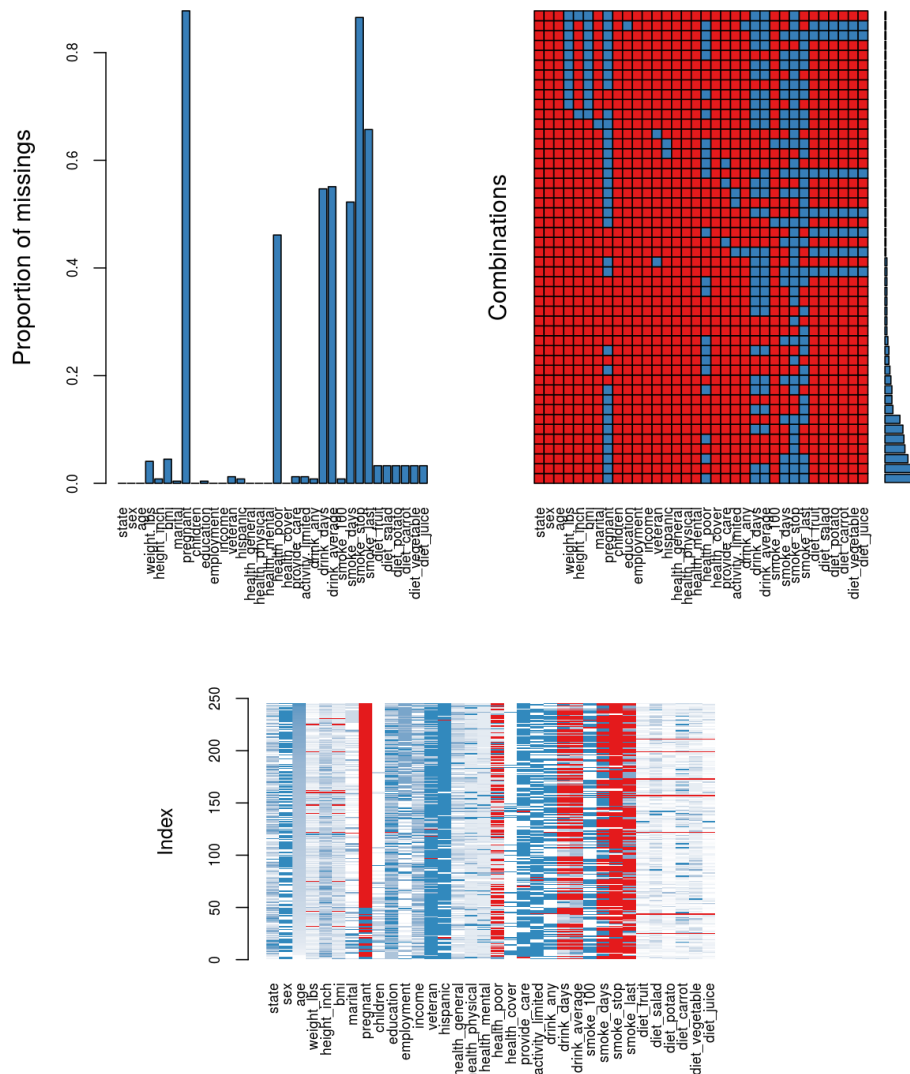 Proportion of missings
0.0
0.2
0.4
0.6
0.8
state
sex
age
weight_lbs
height_inch
bmi
marital
pregnant
children
education
employment
income
veteran
hispanic
health_general
health_physical
health_mental
health_poor
health_cover
provide_care
activity_limited
drink_any
drink_days
drink_average
smoke_100
smoke_days
smoke_stop
smoke_last
diet_fruit
diet_salad
diet_potato
diet_carrot
diet_vegetable
diet_juice
Combinations
state
sex
age
weight_lbs
height_inch
bmi
marital
pregnant
children
education
employment
income
veteran
hispanic
health_general
health_physical
health_mental
health_poor
health_cover
provide_care
activity_limited
drink_any
drink_days
drink_average
smoke_100
smoke_days
smoke_stop
smoke_last
diet_fruit
diet_salad
diet_potato
diet_carrot
diet_vegetable
diet_juice
Index
0
50
100
150
200
250
state
sex
age
weight_lbs
height_inch
bmi
marital
pregnant
children
education
employment
income
veteran
hispanic
health_general
health_physical
health_mental
health_poor
health_cover
provide_care
activity_limited
drink_any
drink_days
drink_average
smoke_100
smoke_days
smoke_stop
smoke_last
diet_fruit
diet_salad
diet_potato
diet_carrot
diet_vegetable
diet_juice